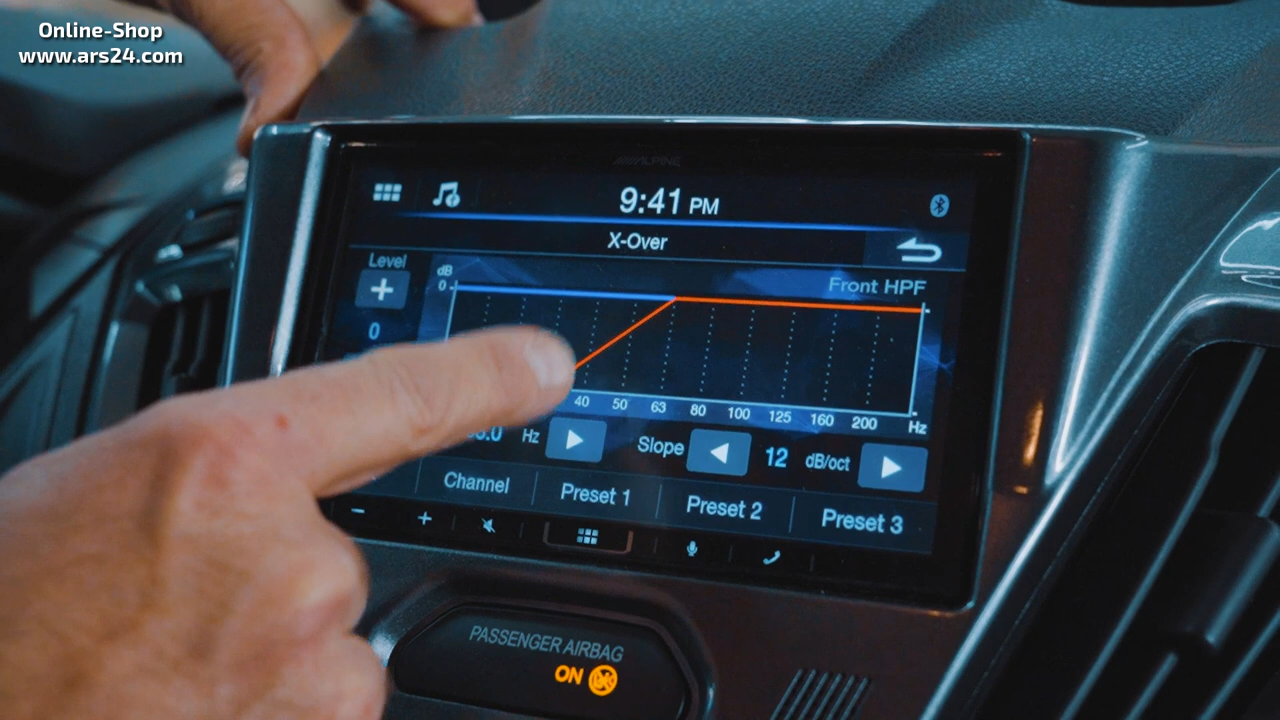 Online-Shop
www.ars24.com
ALPINE
9:41 PM
X-Over
Level
dB
0
Front HPF
0
40 50 63 80 100 125 160 200 Hz
Hz
Slope
12
dB/oct
Channel
Preset 1
Preset 2
Preset 3
PASSENGER AIRBAG
ON